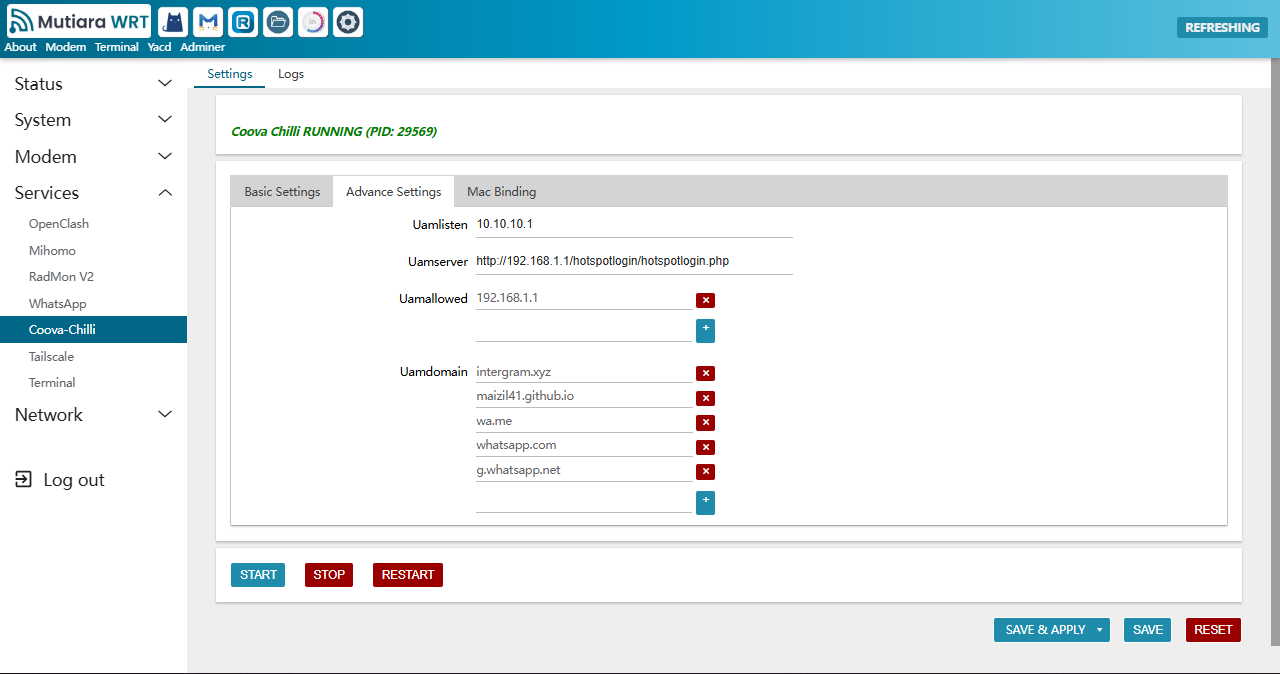 Mutiara WRT
REFRESHING
About Modem Terminal Yacd Adminer
Status
System
Modem
Services
OpenClash
Mihomo
RadMon V2
WhatsApp
Coova-Chilli
Tailscale
Terminal
Network
Log out
Settings Logs
Coova Chilli RUNNING (PID: 29569)
Basic Settings Advance Settings Mac Binding
Uamlisten 10.10.10.1
Uamserver http://192.168.1.1/hotspotlogin/hotspotlogin.php
Uamallowed 192.168.1.1 ×
+
Uamdomain intergram.xyz ×
maizil41.github.io ×
wa.me ×
whatsapp.com ×
g.whatsapp.net ×
+
START STOP RESTART
SAVE & APPLY SAVE RESET